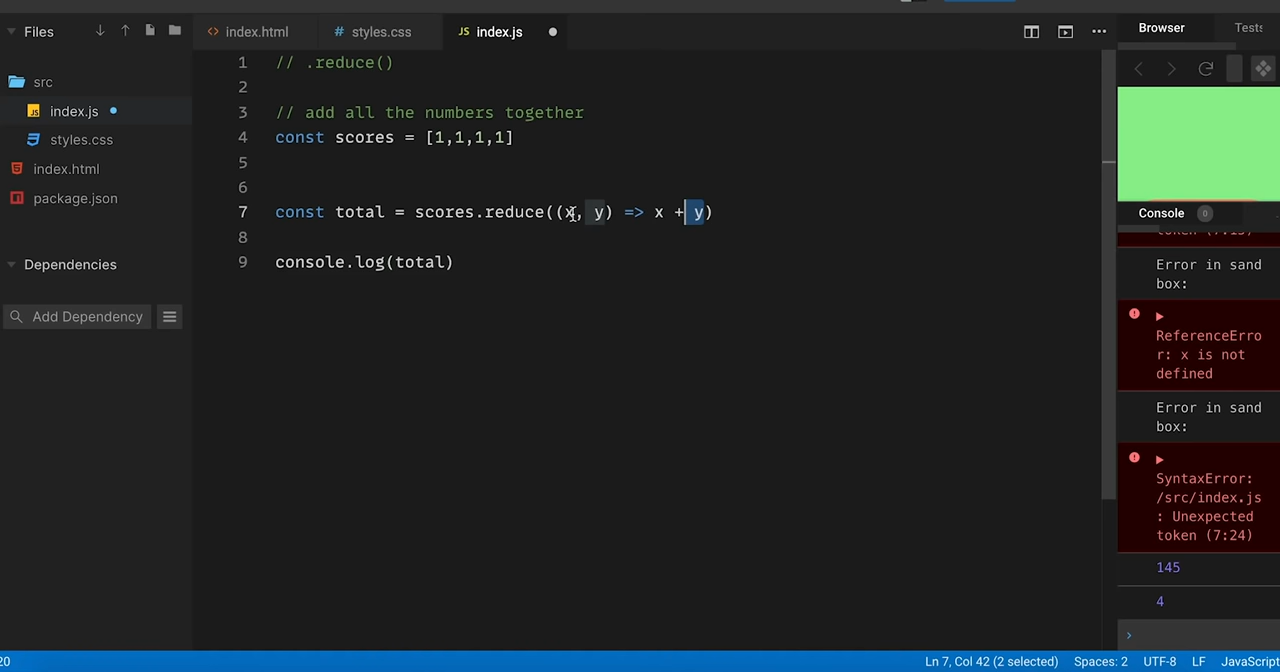 Files
index.html
styles.css
index.js
Browser
Tests
src
index.js
styles.css
index.html
package.json
Dependencies
Add Dependency
1 // .reduce()
2
3 // add all the numbers together
4 const scores = [1,1,1,1]
5
6
7 const total = scores.reduce((x, y) => x + y)
8
9 console.log(total)
Console 0
token (7:15)
Error in sand
box:
ReferenceErro
r: x is not
defined
Error in sand
box:
SyntaxError:
/src/index.js
: Unexpected
token (7:24)
145
4
20
Ln 7, Col 42 (2 selected) Spaces: 2 UTF-8 LF JavaScript